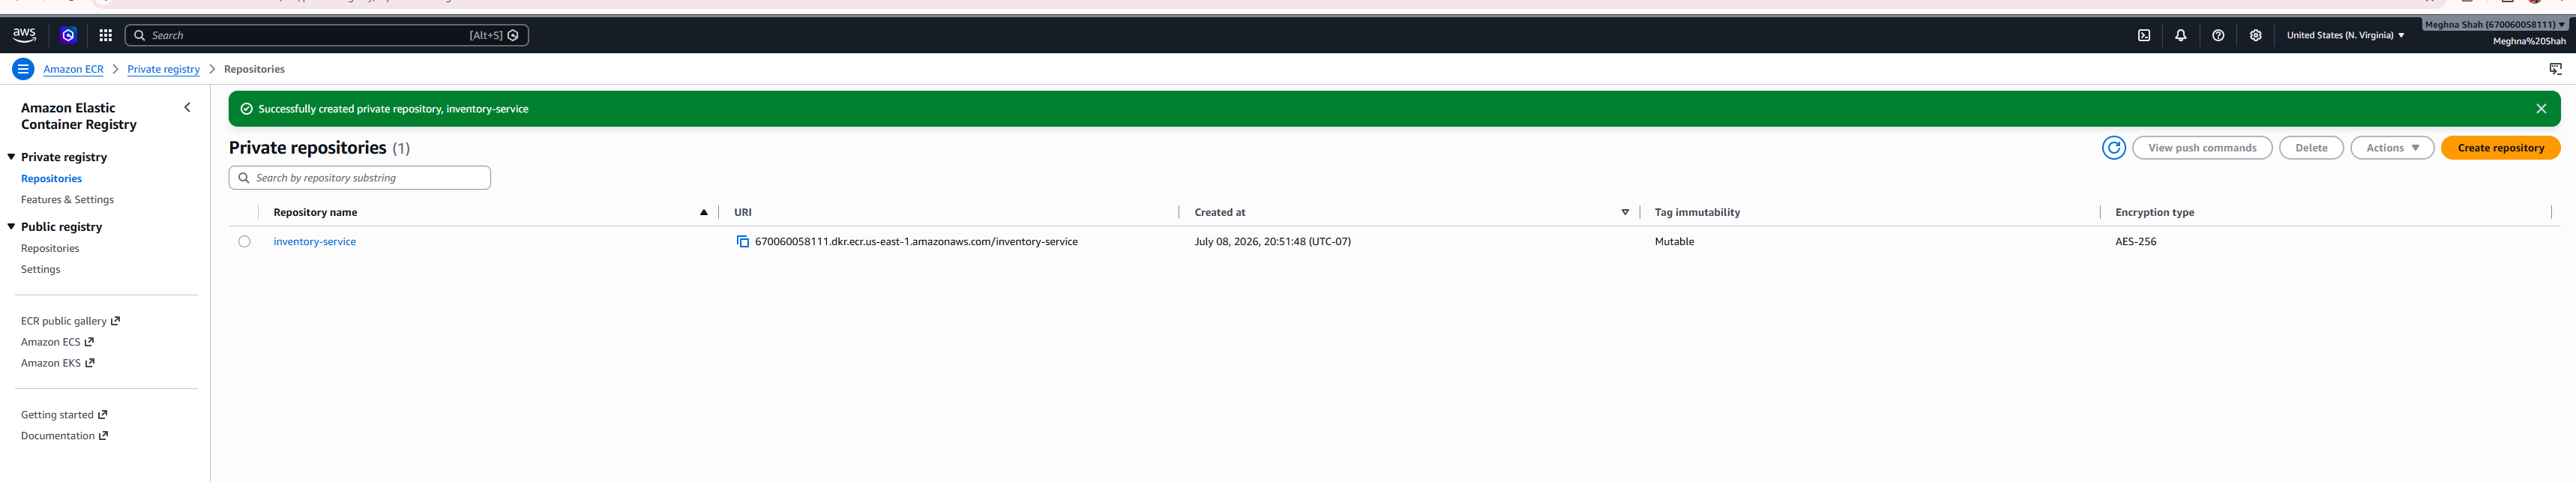 aws
Search [Alt+S]
United States (N. Virginia)
Meghna Shah (670060058111)
Meghna%20Shah
Amazon ECR > Private registry > Repositories
Amazon Elastic
Container Registry
Private registry
Repositories
Features & Settings
Public registry
Repositories
Settings
ECR public gallery
Amazon ECS
Amazon EKS
Getting started
Documentation
Successfully created private repository, inventory-service
Private repositories (1)
View push commands Delete Actions Create repository
Search by repository substring
Repository name URI Created at Tag immutability Encryption type
inventory-service 670060058111.dkr.ecr.us-east-1.amazonaws.com/inventory-service July 08, 2026, 20:51:48 (UTC-07) Mutable AES-256